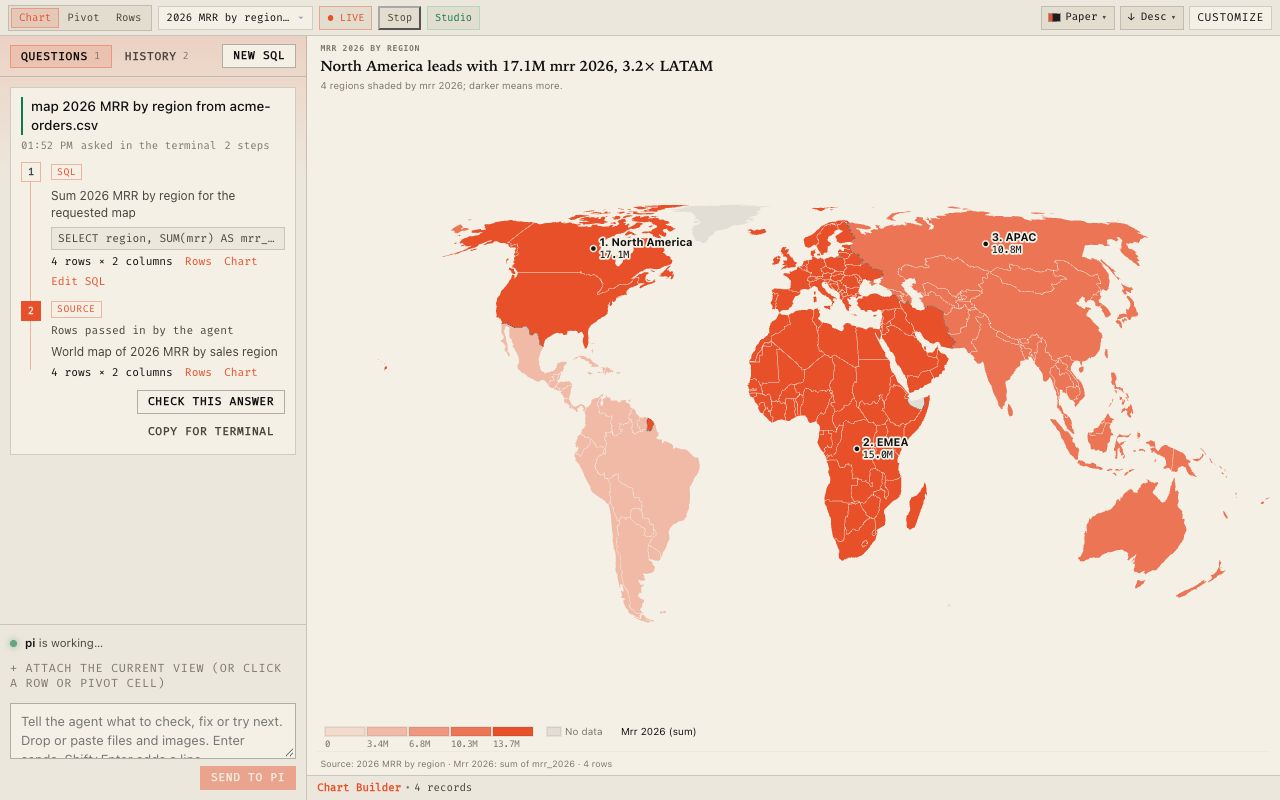 Chart Pivot Rows
2026 MRR by region…
● LIVE
Stop
Studio
Paper
↓ Desc
CUSTOMIZE
QUESTIONS 1
HISTORY 2
NEW SQL
map 2026 MRR by region from acme-
orders.csv
01:52 PM asked in the terminal 2 steps
1
SQL
Sum 2026 MRR by region for the
requested map
SELECT region, SUM(mrr) AS mrr_…
4 rows × 2 columns Rows Chart
Edit SQL
2
SOURCE
Rows passed in by the agent
World map of 2026 MRR by sales region
4 rows × 2 columns Rows Chart
CHECK THIS ANSWER
COPY FOR TERMINAL
pi is working…
+ ATTACH THE CURRENT VIEW (OR CLICK
A ROW OR PIVOT CELL)
Tell the agent what to check, fix or try next.
Drop or paste files and images. Enter
sends. Shift+Enter adds a line.
SEND TO PI
MRR 2026 BY REGION
North America leads with 17.1M mrr 2026, 3.2× LATAM
4 regions shaded by mrr 2026; darker means more.
1. North America
17.1M
3. APAC
10.8M
2. EMEA
15.0M
No data
Mrr 2026 (sum)
0 3.4M 6.8M 10.3M 13.7M
Source: 2026 MRR by region · Mrr 2026: sum of mrr_2026 · 4 rows
Chart Builder • 4 records